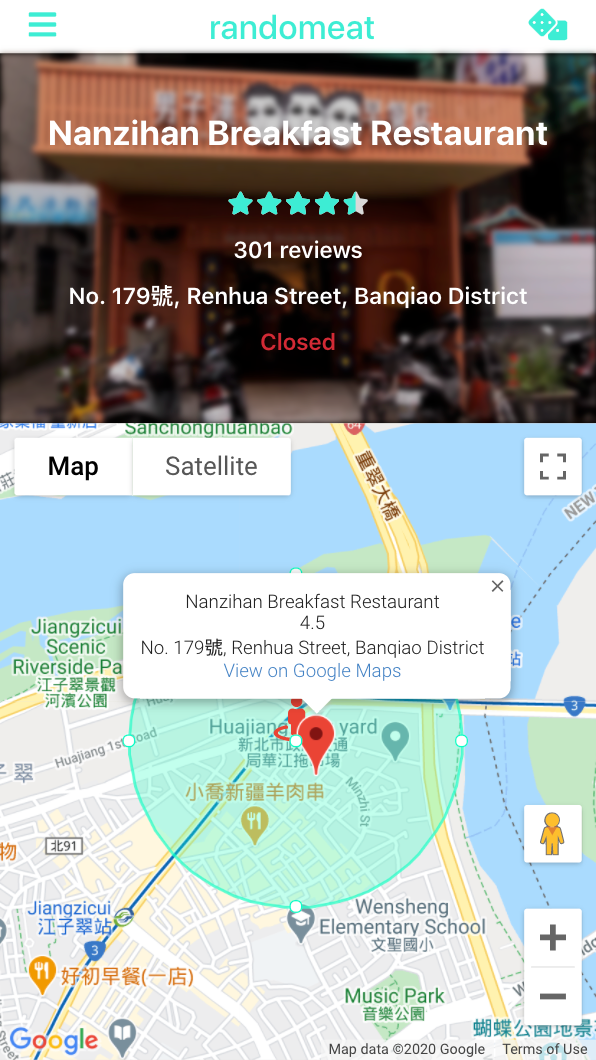 randomeat
Nanzihan Breakfast Restaurant
301 reviews
No. 179號, Renhua Street, Banqiao District
Closed
Sanchonghuanbao
64
Map
Satellite
重翠大橋
NEW
Nanzihan Breakfast Restaurant
4.5
No. 179號, Renhua Street, Banqiao District
View on Google Maps
Jiangzicui
Scenic
Riverside Pa
江子翠景觀
河濱公園
3
Huajiang
yard
新北市政
通
局華江拖
場
Huajiang 1st Road
子 翠
小喬新疆羊肉串
Minzhi St
北91
物
Jiangzicui
江子翠站
3
Wensheng
Elementary School
文聖國小
好初早餐(一店)
Music Park
音樂公園
蝴蝶公園地景
Google
Map data ©2020 Google
Terms of Use